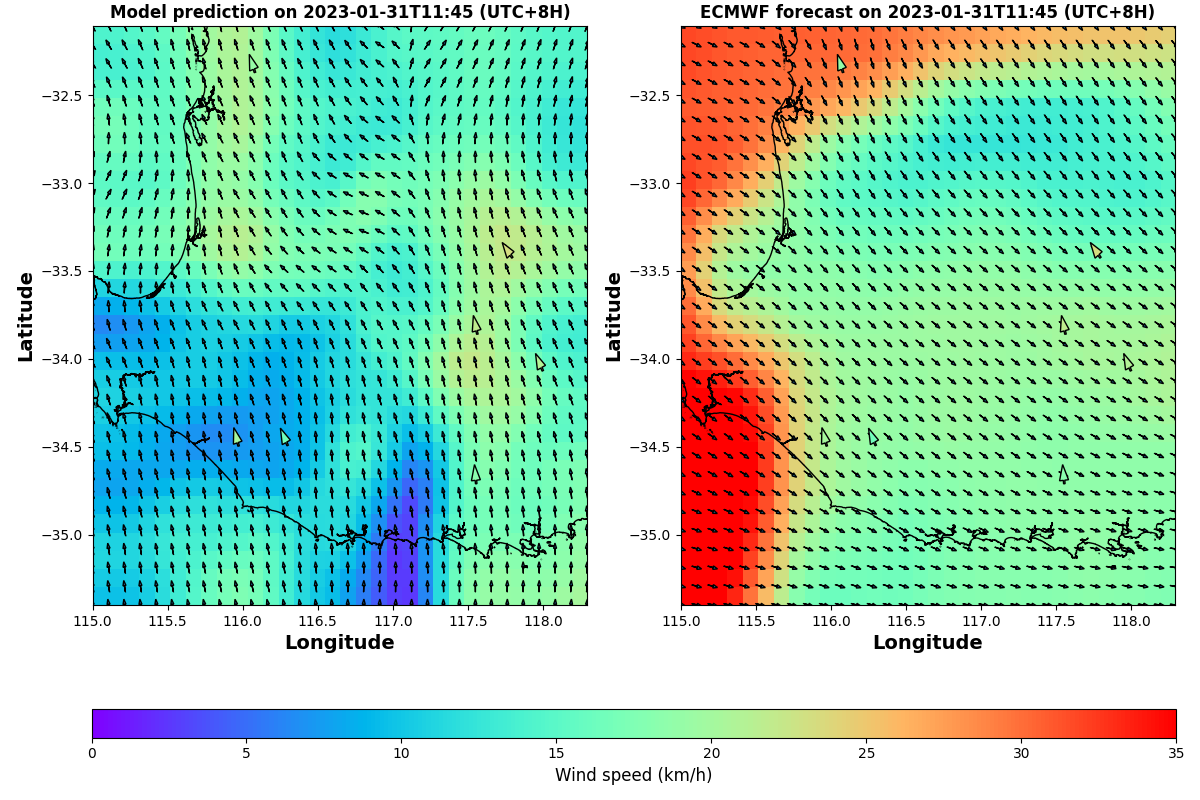 Model prediction on 2023-01-31T11:45 (UTC+8H)
ECMWF forecast on 2023-01-31T11:45 (UTC+8H)
Latitude
−32.5
−33.0
−33.5
−34.0
−34.5
−35.0
115.0 115.5 116.0 116.5 117.0 117.5 118.0
Longitude
Latitude
−32.5
−33.0
−33.5
−34.0
−34.5
−35.0
115.0 115.5 116.0 116.5 117.0 117.5 118.0
Longitude
0 5 10 15 20 25 30 35
Wind speed (km/h)